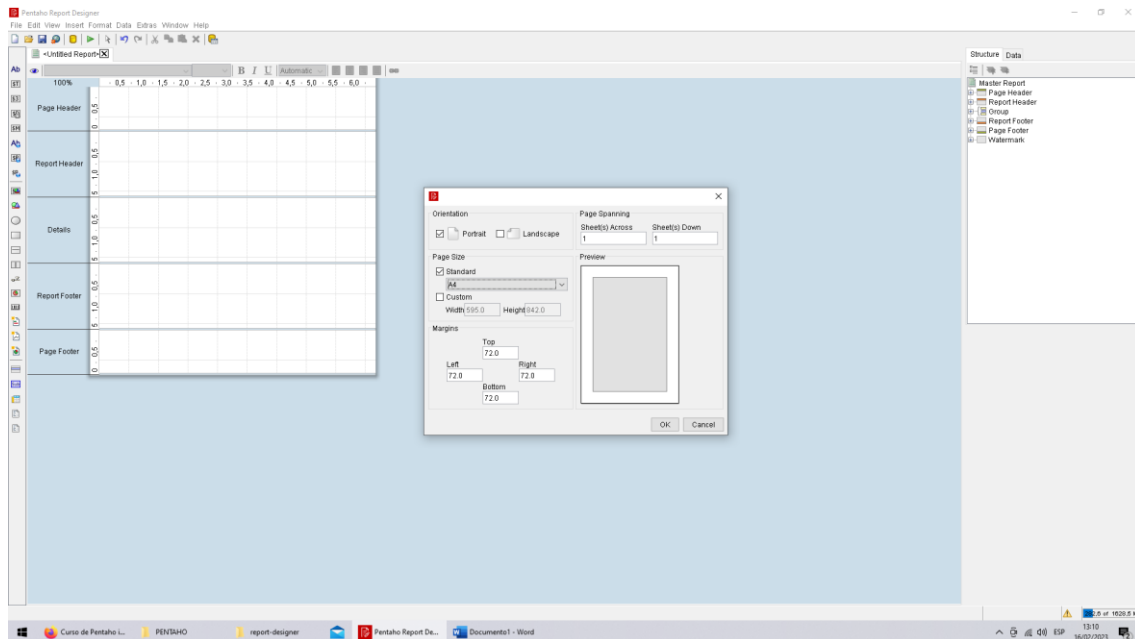 Pentaho Report Designer
File Edit View Insert Format Data Extras Window Help
<Untitled Report>
Structure Data
B I U Automatic
100%
0,5 1,0 1,5 2,0 2,5 3,0 3,5 4,0 4,5 5,0 5,5 6,0
Master Report
Page Header
Report Header
Group
Report Footer
Page Footer
Watermark
Page Header
Report Header
Details
Report Footer
Page Footer
Orientation
Portrait Landscape
Page Spanning
Sheet(s) Across Sheet(s) Down
1 1
Page Size
Standard
A4
Custom
Width 595.0 Height 842.0
Preview
Margins
Top
72.0
Left Right
72.0 72.0
Bottom
72.0
OK Cancel
Curso de Pentaho i... PENTAHO report-designer Pentaho Report De... Documento1 - Word
ESP
13:10
16/02/2023